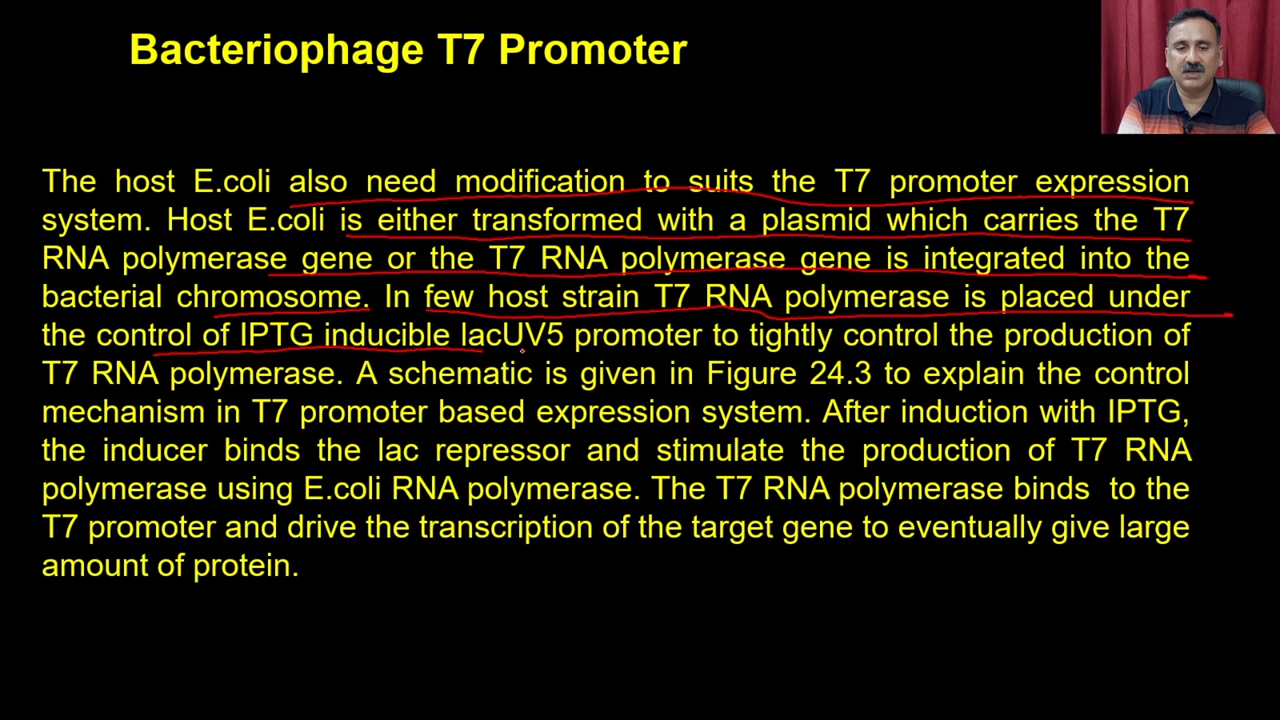 Bacteriophage T7 Promoter
The host E.coli also need modification to suits the T7 promoter expression
system. Host E.coli is either transformed with a plasmid which carries the T7
RNA polymerase gene or the T7 RNA polymerase gene is integrated into the
bacterial chromosome. In few host strain T7 RNA polymerase is placed under
the control of IPTG inducible lacUV5 promoter to tightly control the production of
T7 RNA polymerase. A schematic is given in Figure 24.3 to explain the control
mechanism in T7 promoter based expression system. After induction with IPTG,
the inducer binds the lac repressor and stimulate the production of T7 RNA
polymerase using E.coli RNA polymerase. The T7 RNA polymerase binds to the
T7 promoter and drive the transcription of the target gene to eventually give large
amount of protein.